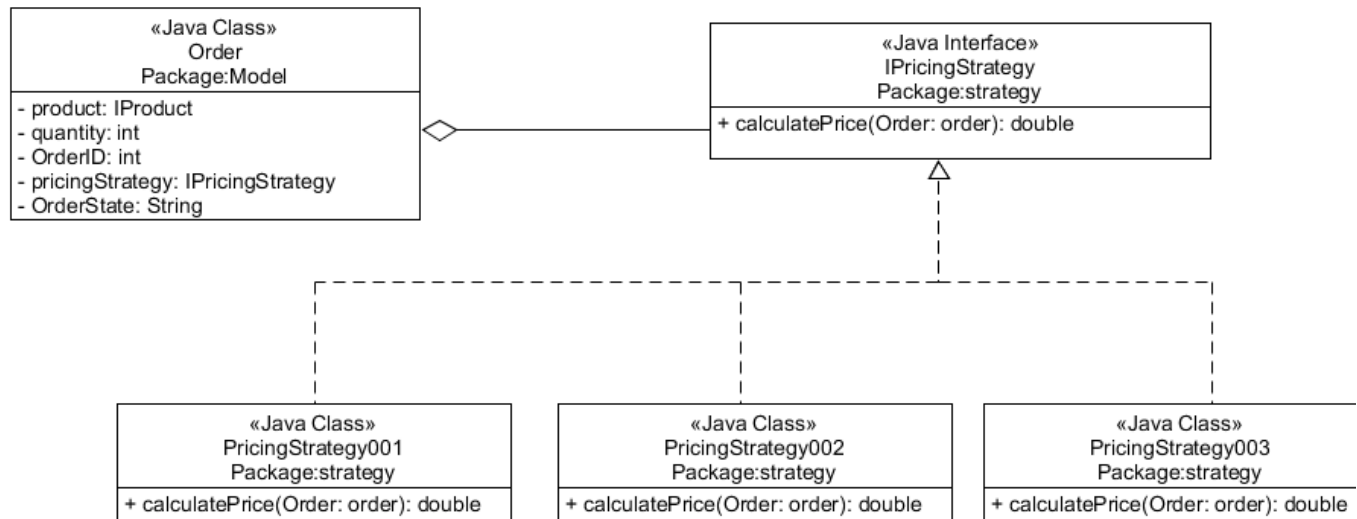 «Java Class»
Order
Package:Model
- product: IProduct
- quantity: int
- OrderID: int
- pricingStrategy: IPricingStrategy
- OrderState: String
«Java Interface»
IPricingStrategy
Package:strategy
+ calculatePrice(Order: order): double
«Java Class»
PricingStrategy001
Package:strategy
+ calculatePrice(Order: order): double
«Java Class»
PricingStrategy002
Package:strategy
+ calculatePrice(Order: order): double
«Java Class»
PricingStrategy003
Package:strategy
+ calculatePrice(Order: order): double